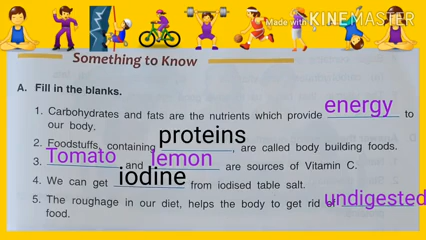 Made with KINEMASTER
Something to Know
A. Fill in the blanks.
1. Carbohydrates and fats are the nutrients which provide energy to
our body.
2. Foodstuffs, containing proteins, are called body building foods.
3. Tomato and lemon are sources of Vitamin C.
4. We can get iodine from iodised table salt.
5. The roughage in our diet, helps the body to get rid of undigested
food.